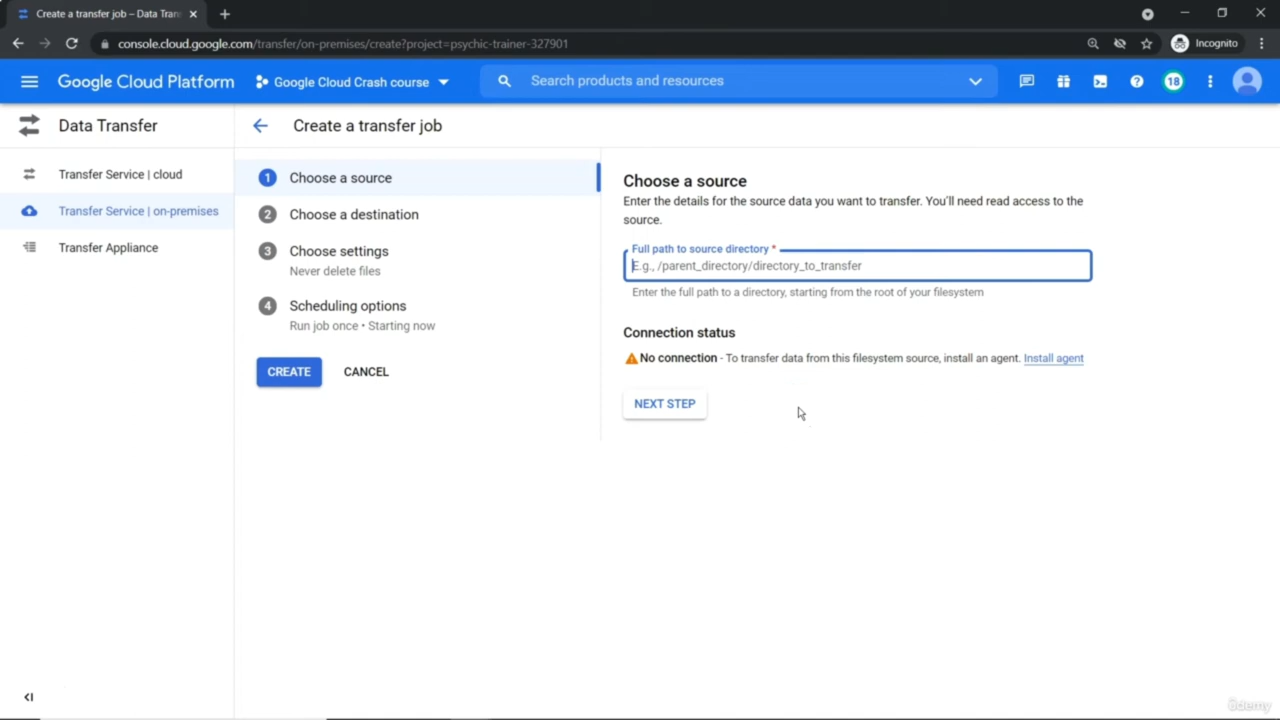 Create a transfer job – Data Tran
console.cloud.google.com/transfer/on-premises/create?project=psychic-trainer-327901
Incognito
Google Cloud Platform
Google Cloud Crash course
Search products and resources
18
Data Transfer
Create a transfer job
Transfer Service | cloud
Transfer Service | on-premises
Transfer Appliance
1 Choose a source
2 Choose a destination
3 Choose settings
Never delete files
4 Scheduling options
Run job once • Starting now
CREATE
CANCEL
Choose a source
Enter the details for the source data you want to transfer. You'll need read access to the
source.
Full path to source directory *
E.g., /parent_directory/directory_to_transfer
Enter the full path to a directory, starting from the root of your filesystem
Connection status
No connection - To transfer data from this filesystem source, install an agent. Install agent
NEXT STEP
ûdemy